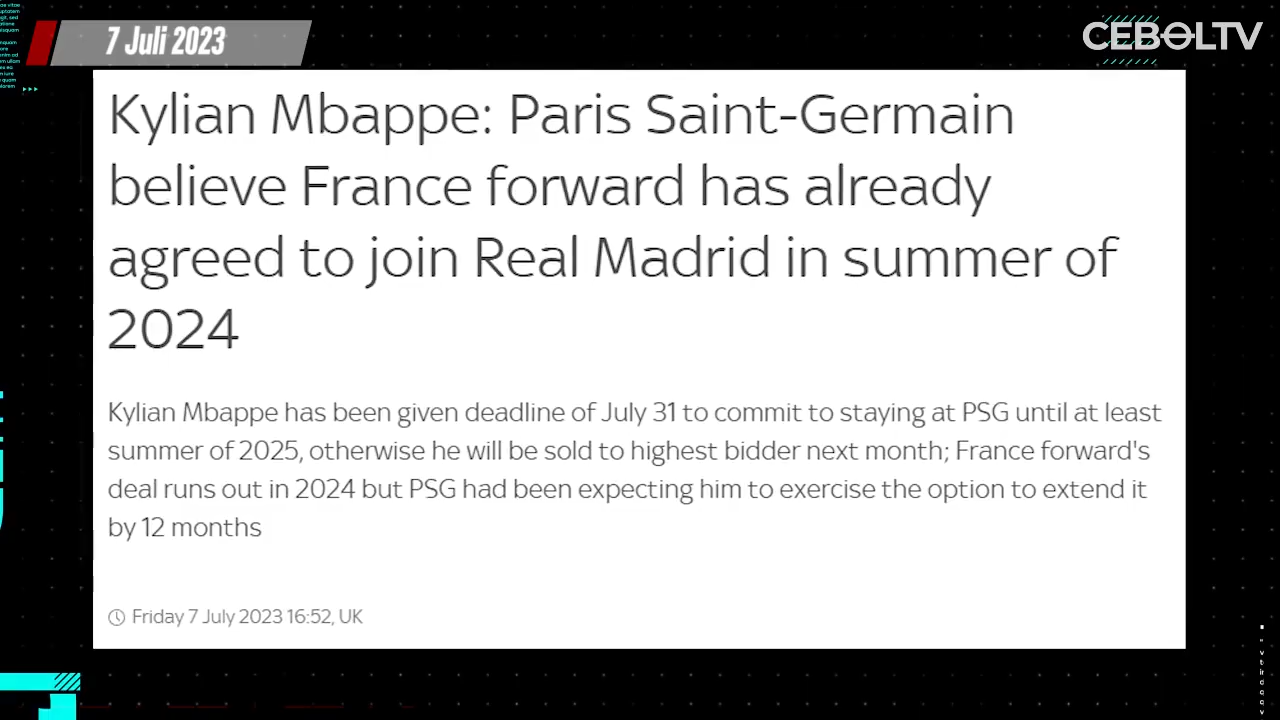 7 Juli 2023
CEBOLTV
Kylian Mbappe: Paris Saint-Germain
believe France forward has already
agreed to join Real Madrid in summer of
2024
Kylian Mbappe has been given deadline of July 31 to commit to staying at PSG until at least
summer of 2025, otherwise he will be sold to highest bidder next month; France forward's
deal runs out in 2024 but PSG had been expecting him to exercise the option to extend it
by 12 months
Friday 7 July 2023 16:52, UK